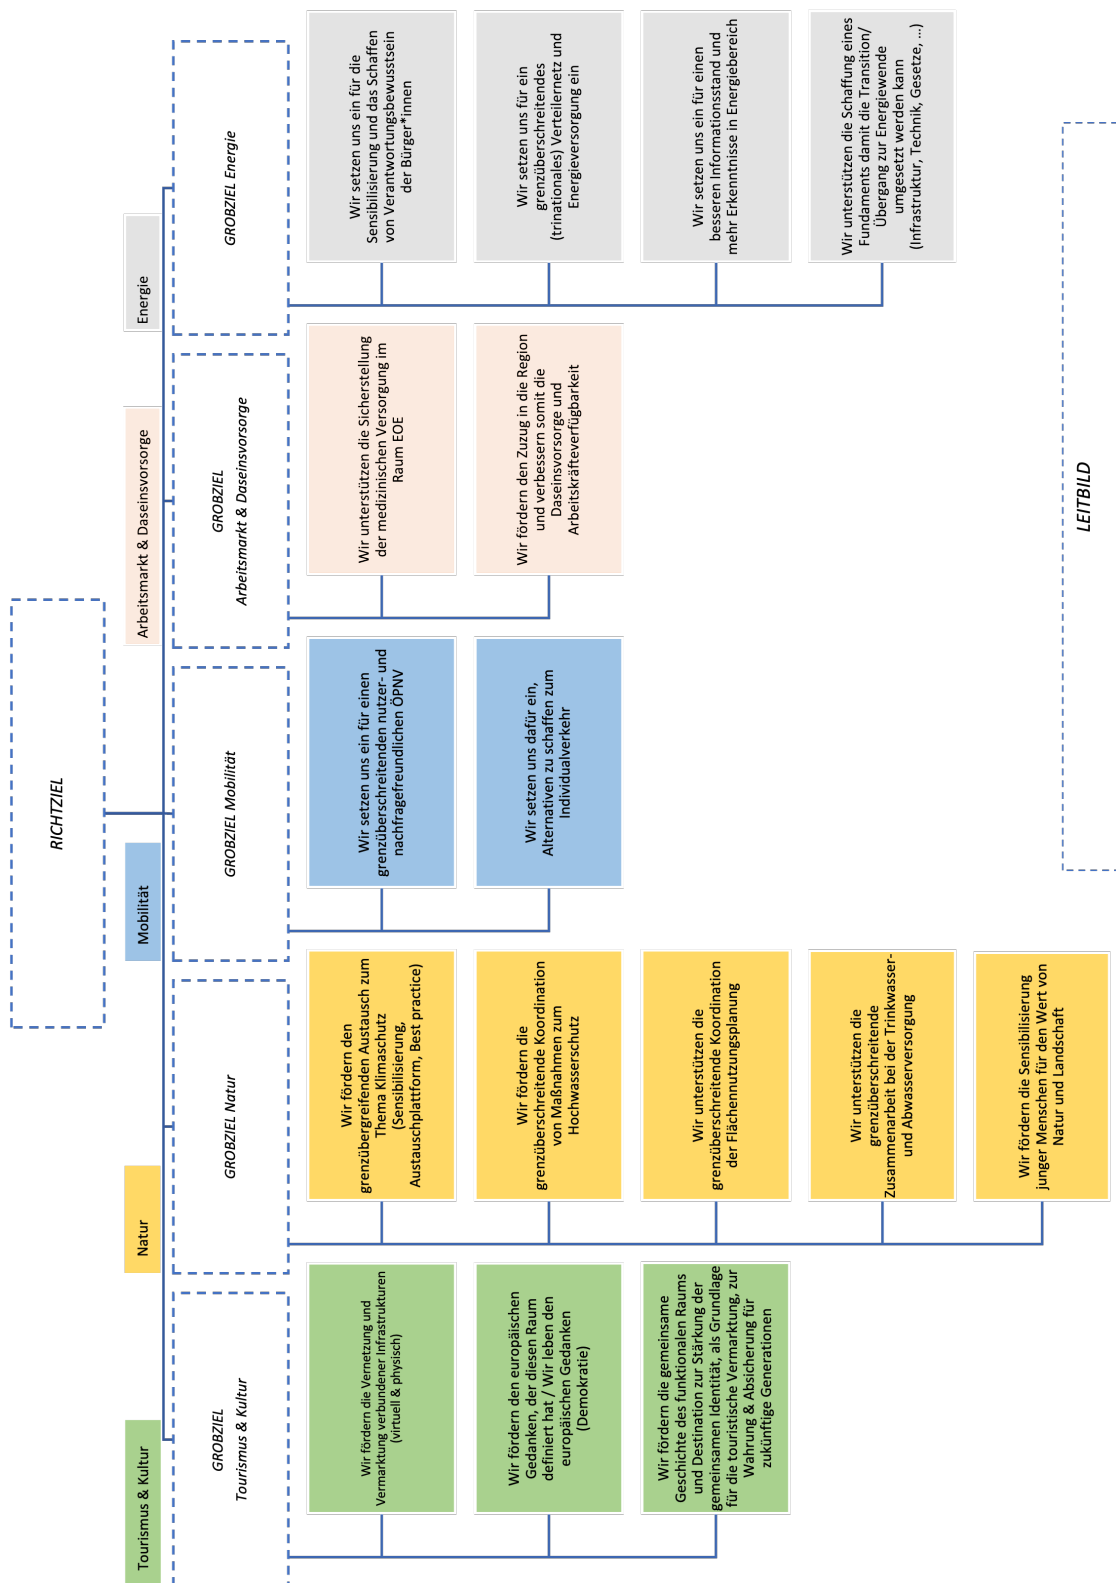 RICHTZIEL
Tourismus & Kultur
Natur
Mobilität
Arbeitsmarkt & Daseinsvorsorge
Energie
GROBZIEL
Tourismus & Kultur
GROBZIEL Natur
GROBZIEL Mobilität
GROBZIEL
Arbeitsmarkt & Daseinsvorsorge
GROBZIEL Energie
Wir fördern die Vernetzung und
Vermarktung verbundener Infrastrukturen
(virtuell & physisch)
Wir fördern den europäischen
Gedanken, der diesen Raum
definiert hat / Wir leben den
europäischen Gedanken
(Demokratie)
Wir fördern die gemeinsame
Geschichte des funktionalen Raums
und Destination zur Stärkung der
gemeinsamen Identität, als Grundlage
für die touristische Vermarktung, zur
Wahrung & Absicherung für
zukünftige Generationen
Wir fördern den
grenzübergreifenden Austausch zum
Thema Klimaschutz
(Sensibilisierung,
Austauschplattform, Best practice)
Wir fördern die
grenzüberschreitende Koordination
von Maßnahmen zum
Hochwasserschutz
Wir unterstützen die
grenzüberschreitende Koordination
der Flächennutzungsplanung
Wir unterstützen die
grenzüberschreitende
Zusammenarbeit bei der Trinkwasser-
und Abwasserversorgung
Wir fördern die Sensibilisierung
junger Menschen für den Wert von
Natur und Landschaft
Wir setzen uns ein für einen
grenzüberschreitenden nutzer- und
nachfragefreundlichen ÖPNV
Wir setzen uns dafür ein,
Alternativen zu schaffen zum
Individualverkehr
Wir unterstützen die Sicherstellung
der medizinischen Versorgung im
Raum EOE
Wir fördern den Zuzug in die Region
und verbessern somit die
Daseinsvorsorge und
Arbeitskräfteverfügbarkeit
Wir setzen uns ein für die
Sensibilisierung und das Schaffen
von Verantwortungsbewusstsein
der Bürger*innen
Wir setzen uns für ein
grenzüberschreitendes
(trinationales) Verteilernetz und
Energieversorgung ein
Wir setzen uns ein für einen
besseren Informationsstand und
mehr Erkenntnisse in Energiebereich
Wir unterstützen die Schaffung eines
Fundaments damit die Transition/
Übergang zur Energiewende
umgesetzt werden kann
(Infrastruktur, Technik, Gesetze, ...)
LEITBILD